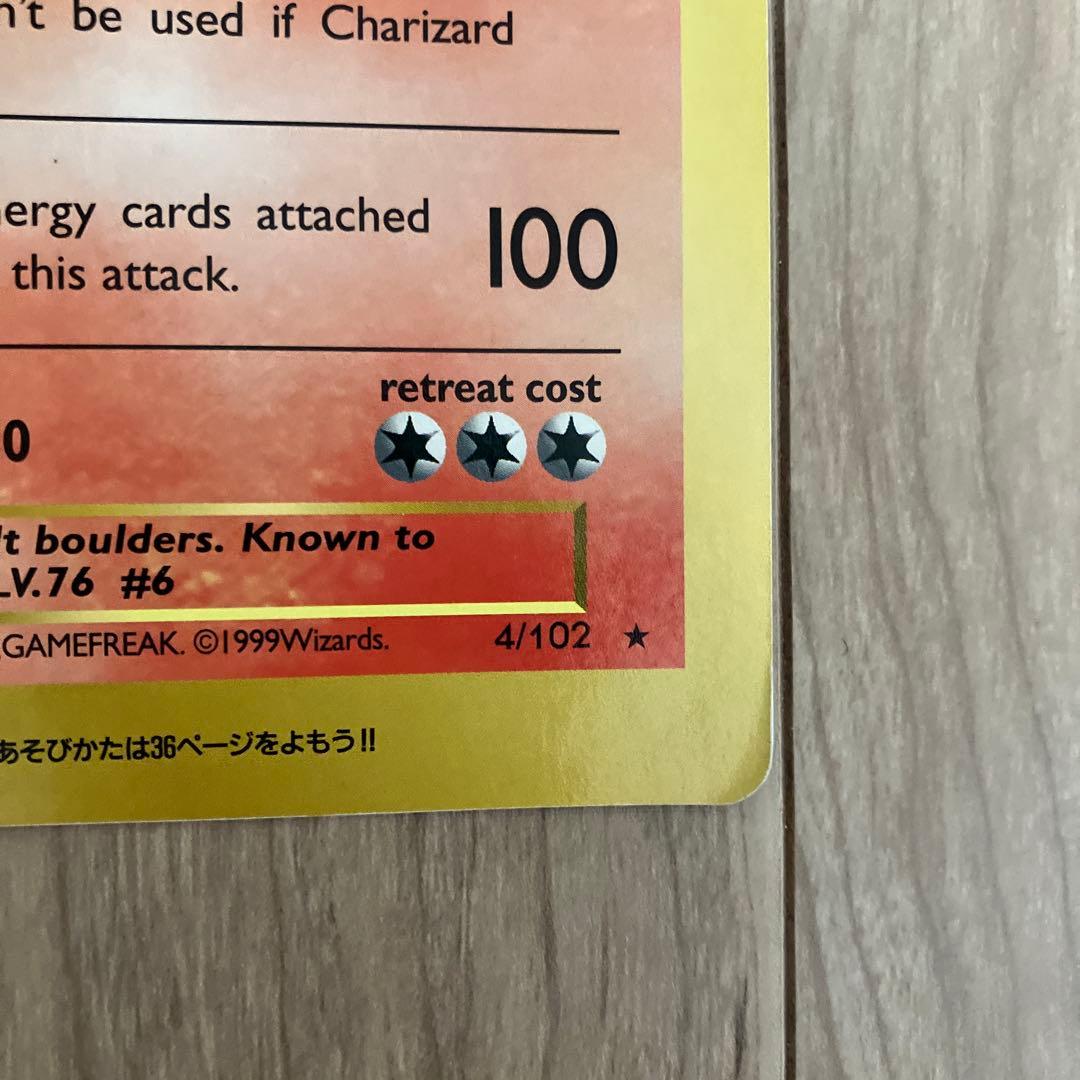 n't be used if Charizard
nergy cards attached
this attack.
100
retreat cost
0
lt boulders. Known to
LV.76 #6
GAMEFREAK. ©1999Wizards. 4/102 ★
あそびかたは36ページをよもう!!